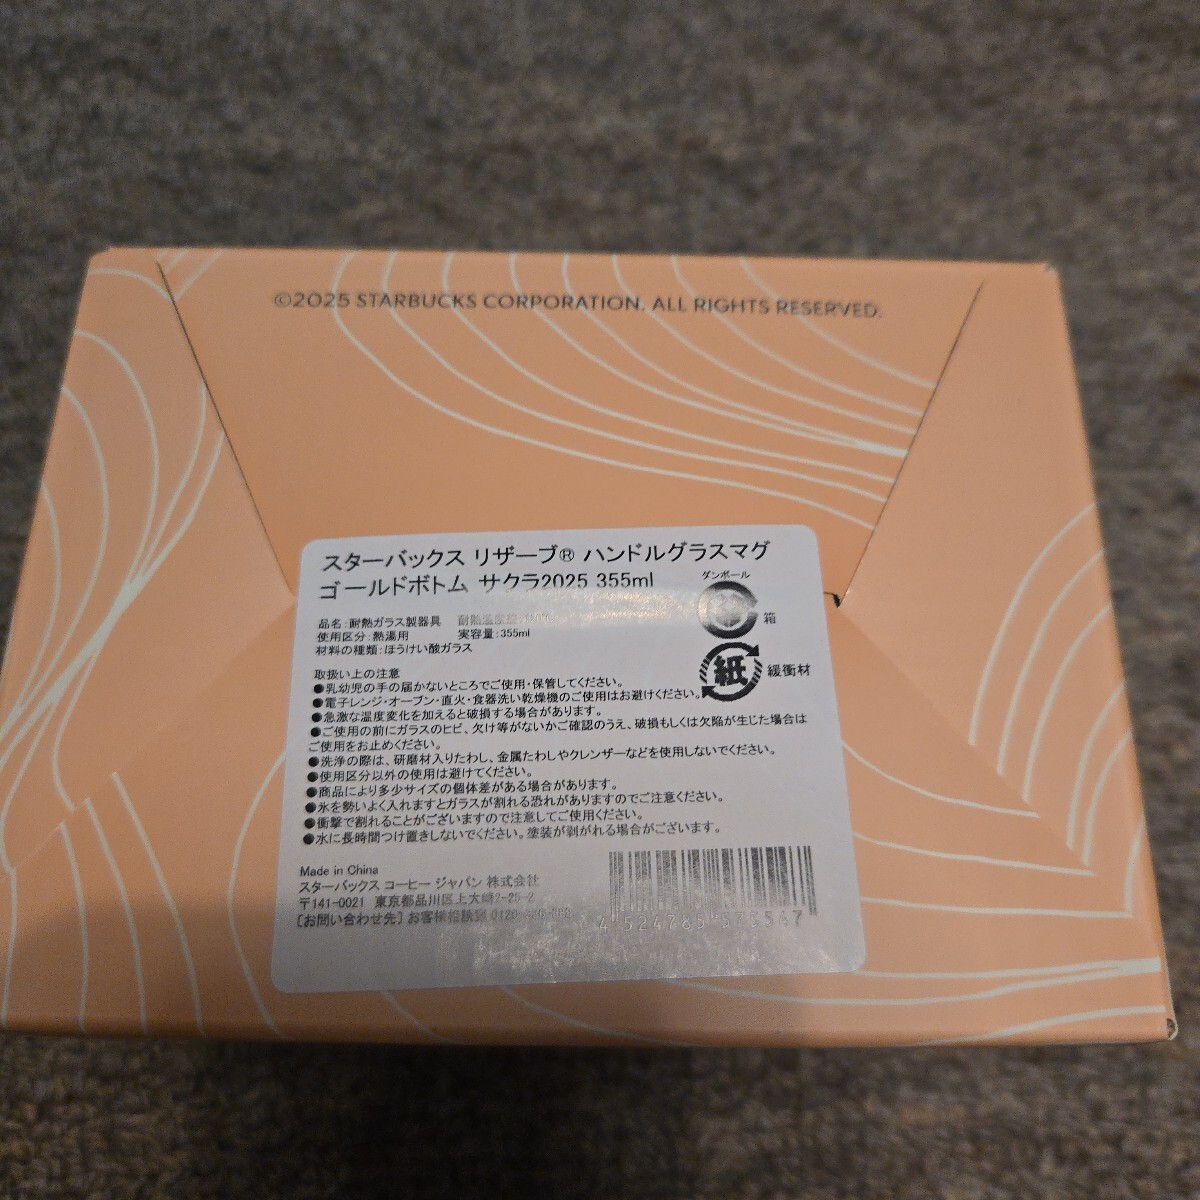 ©2025 STARBUCKS CORPORATION. ALL RIGHTS RESERVED.
スターバックス リザーブ® ハンドルグラスマグ
ゴールドボトム サクラ2025 355ml
ダンボール
箱
紙 緩衝材
品名:耐熱ガラス製器具 耐熱温度差:120℃
使用区分:熱湯用 実容量:355ml
材料の種類:ほうけい酸ガラス
取扱い上の注意
●乳幼児の手の届かないところでご使用・保管してください。
●電子レンジ・オーブン・直火・食器洗い乾燥機のご使用はお避けください。
●急激な温度変化を加えると破損する場合があります。
●ご使用の前にガラスのヒビ、欠け等がないかご確認のうえ、破損もしくは欠陥が生じた場合は
ご使用をお止めください。
●洗浄の際は、研磨材入りたわし、金属たわしやクレンザーなどを使用しないでください。
●使用区分以外の使用は避けてください。
●商品により多少サイズの個体差がある場合があります。
●氷を勢いよく入れますとガラスが割れる恐れがありますのでご注意ください。
●衝撃で割れることがございますので注意してご使用ください。
●水に長時間つけ置きしないでください。塗装が剥がれる場合がございます。
Made in China
スターバックス コーヒー ジャパン 株式会社
〒141-0021 東京都品川区上大崎2-25-2
[お問い合わせ先] お客様相談室
4 524785